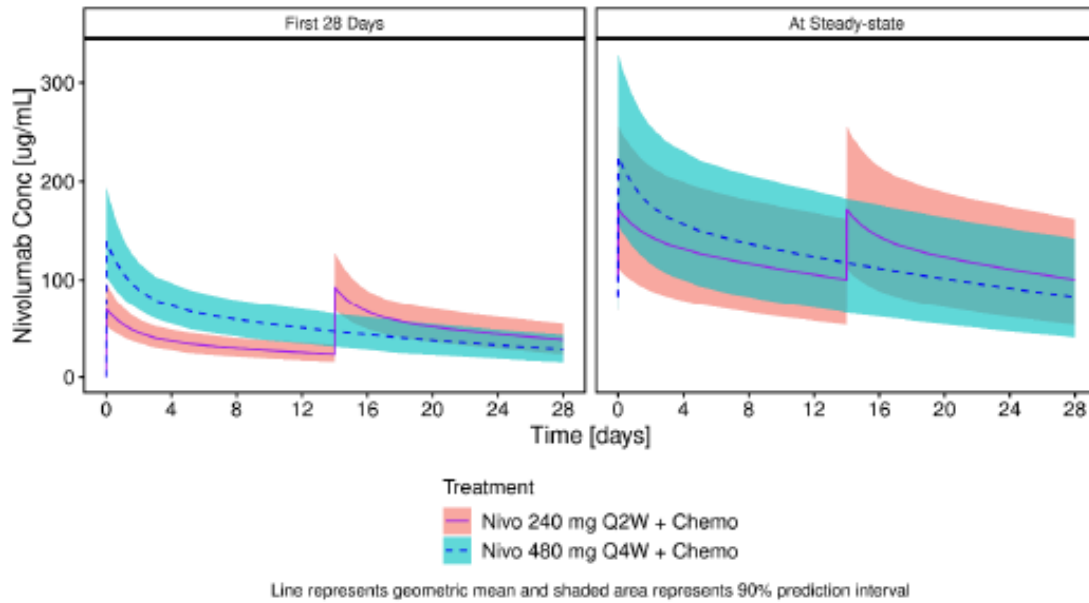 First 28 Days
At Steady-state
Nivolumab Conc [ug/mL]
300
200
100
0
0 4 8 12 16 20 24 28
0 4 8 12 16 20 24 28
Time [days]
Treatment
Nivo 240 mg Q2W + Chemo
Nivo 480 mg Q4W + Chemo
Line represents geometric mean and shaded area represents 90% prediction interval